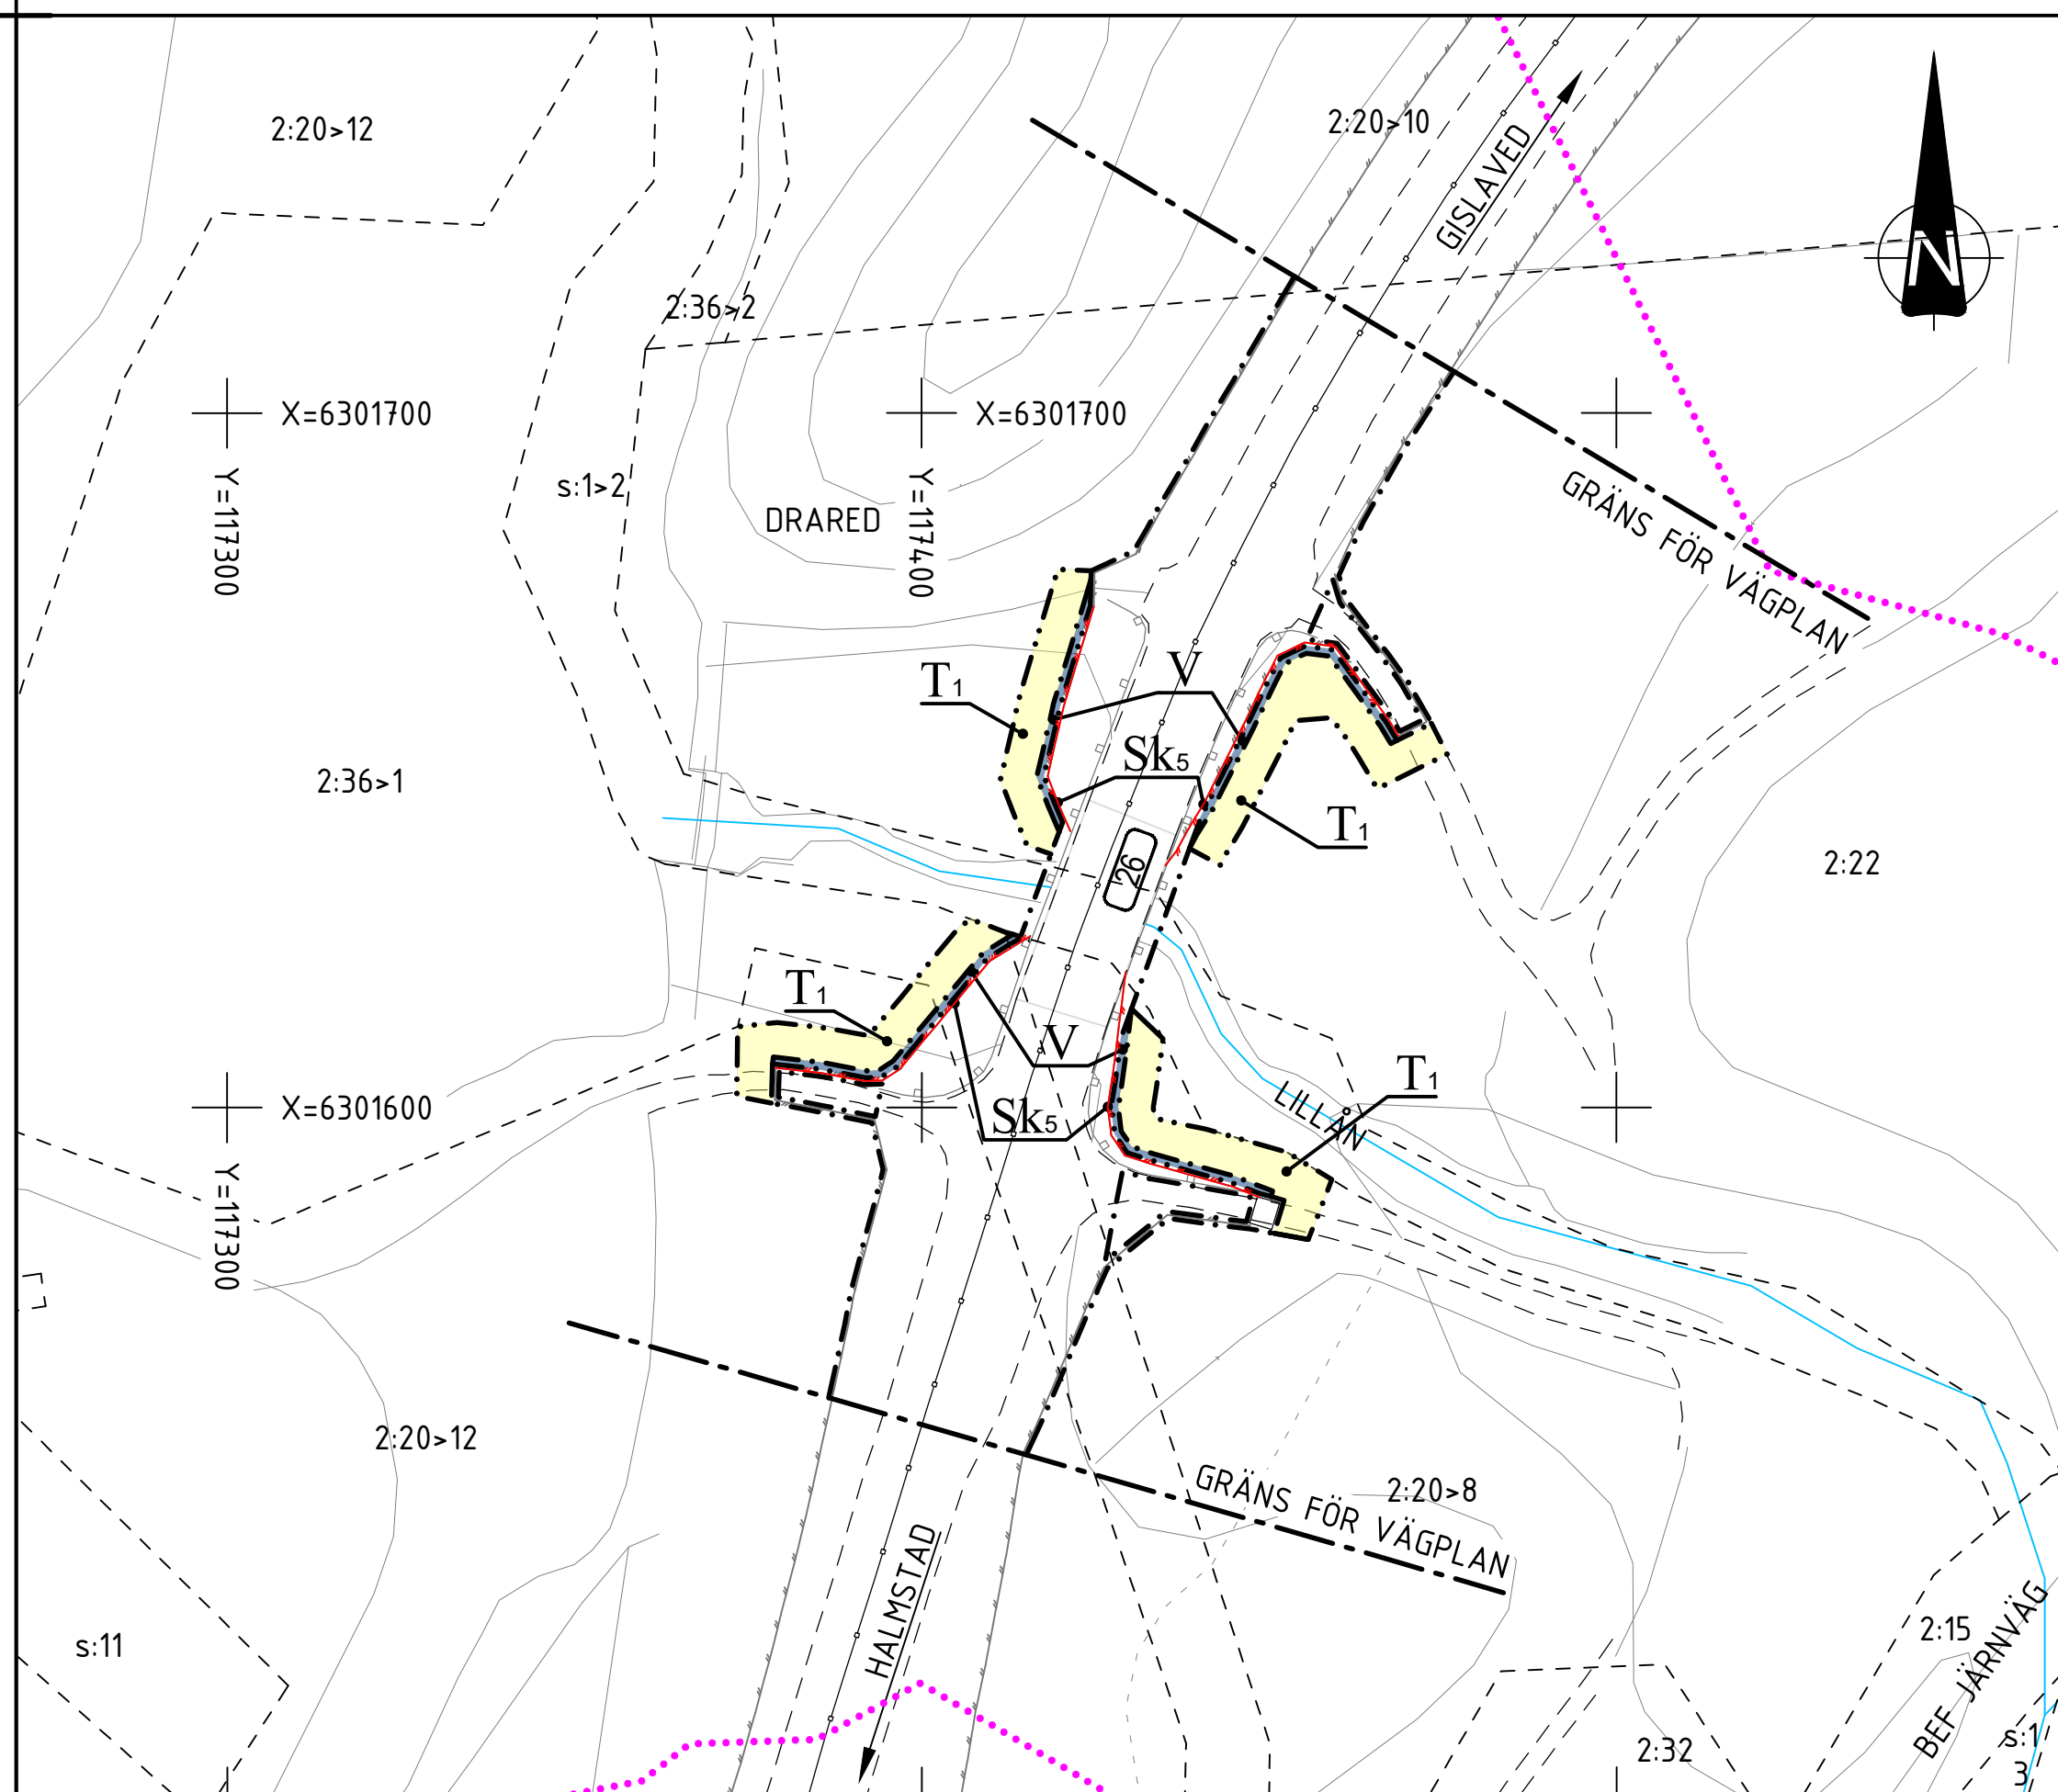 2:20>12
2:20>10
GISLAVED
N
2:36>2
X=6301700
X=6301700
Y=117300
Y=117400
s:1>2
DRARED
GRÄNS FÖR VÄGPLAN
T1
V
Sk5
2:36>1
T1
26
2:22
T1
V
T1
X=6301600
Sk5
LILLÅN
Y=117300
2:20>12
GRÄNS FÖR VÄGPLAN
2:20>8
HALMSTAD
s:11
2:15
BEF JÄRNVÄG
s:1
3
2:32